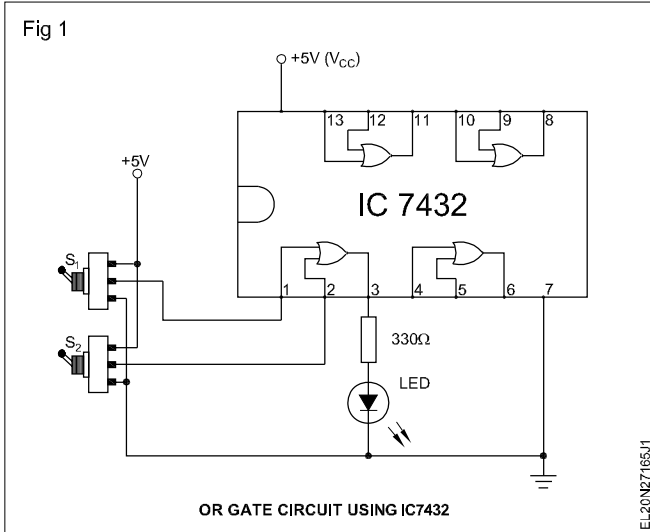 Fig 1
+5V (VCC)
13 12 11 10 9 8
+5V
IC 7432
S1
1 2 3 4 5 6 7
S2
330Ω
LED
OR GATE CIRCUIT USING IC7432
EL20N27165J1